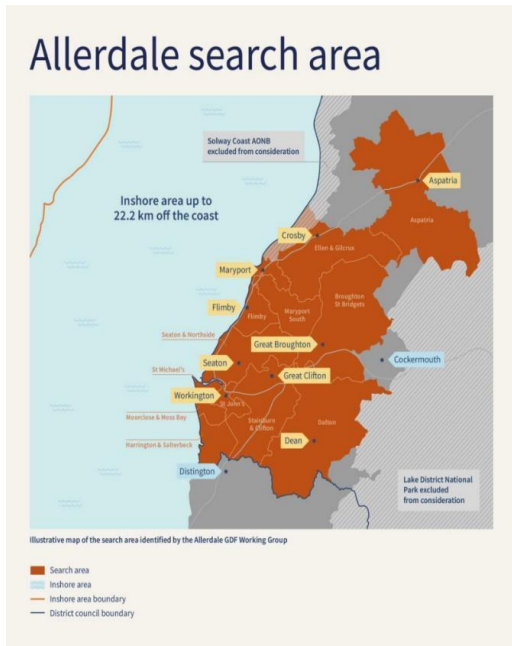 Allerdale search area
Solway Coast AONB
excluded from consideration
Aspatria
Inshore area up to
22.2 km off the coast
Aspatria
Crosby
Ellen & Gilcrux
Maryport
Broughton
St Bridgets
Flimby
Flimby
Maryport
South
Seaton & Northside
Great Broughton
Seaton
Cockermouth
St Michael's
Great Clifton
Workington
St John's
Moorclose & Moss Bay
Stainburn
& Clifton
Dalton
Dean
Harrington & Salterbeck
Distington
Lake District National
Park excluded
from consideration
Illustrative map of the search area identified by the Allerdale GDF Working Group
Search area
Inshore area
Inshore area boundary
District council boundary